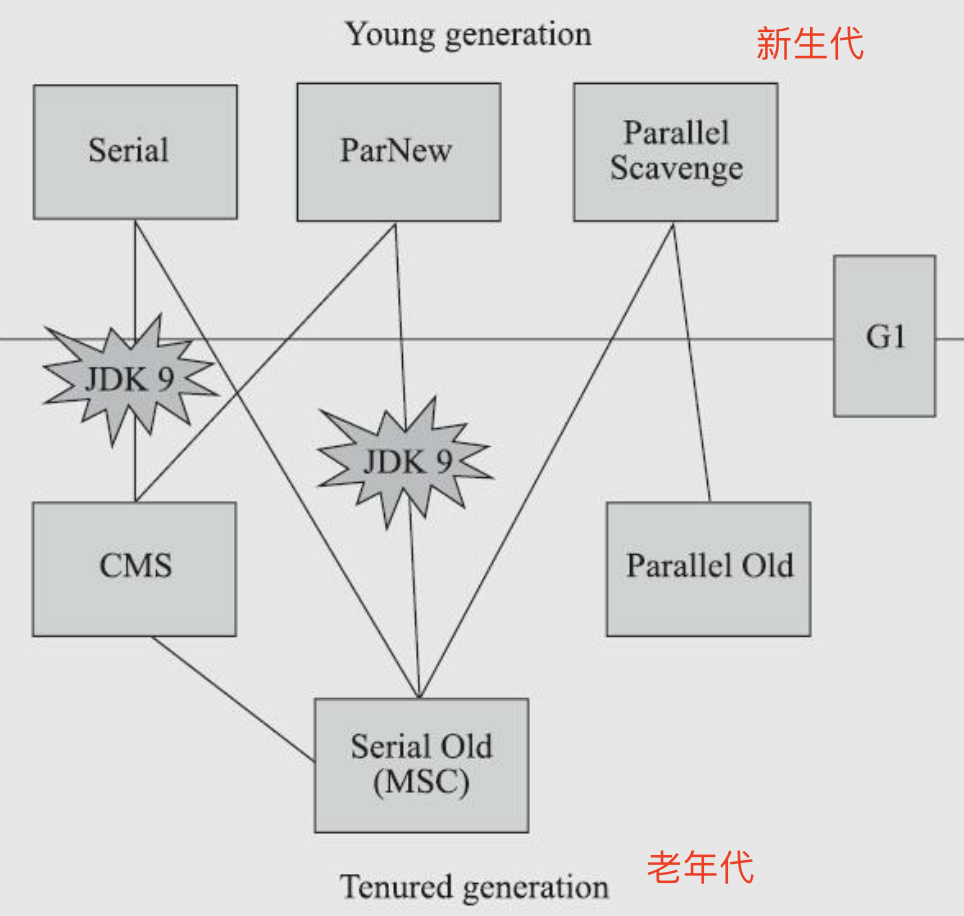 Young generation
新生代
Serial
ParNew
Parallel
Scavenge
G1
JDK 9
JDK 9
CMS
Parallel Old
Serial Old
(MSC)
Tenured generation
老年代